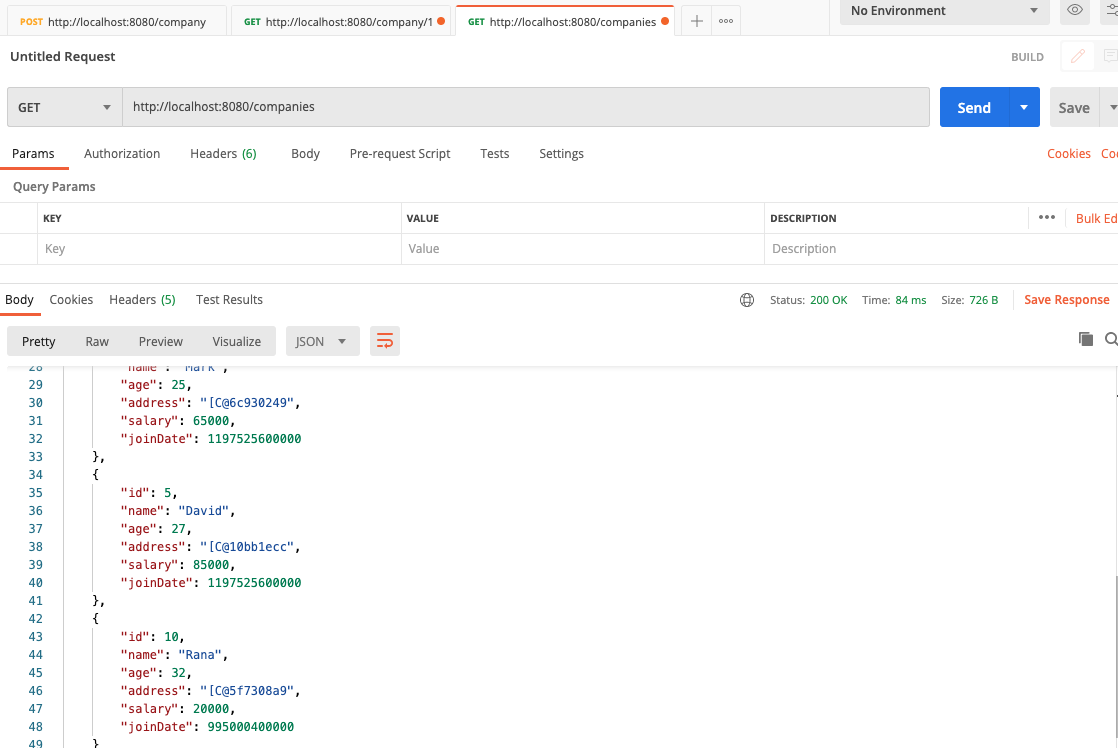 POST http://localhost:8080/company GET http://localhost:8080/company/1 GET http://localhost:8080/companies No Environment
Untitled Request BUILD
GET http://localhost:8080/companies Send Save
Params Authorization Headers (6) Body Pre-request Script Tests Settings Cookies Coo
Query Params
KEY VALUE DESCRIPTION Bulk Ed
Key Value Description
Body Cookies Headers (5) Test Results Status: 200 OK Time: 84 ms Size: 726 B Save Response
Pretty Raw Preview Visualize JSON
28 "name": "Mark",
29 "age": 25,
30 "address": "[C@6c930249",
31 "salary": 65000,
32 "joinDate": 1197525600000
33 },
34 {
35 "id": 5,
36 "name": "David",
37 "age": 27,
38 "address": "[C@10bb1ecc",
39 "salary": 85000,
40 "joinDate": 1197525600000
41 },
42 {
43 "id": 10,
44 "name": "Rana",
45 "age": 32,
46 "address": "[C@5f7308a9",
47 "salary": 20000,
48 "joinDate": 995000400000
49 }